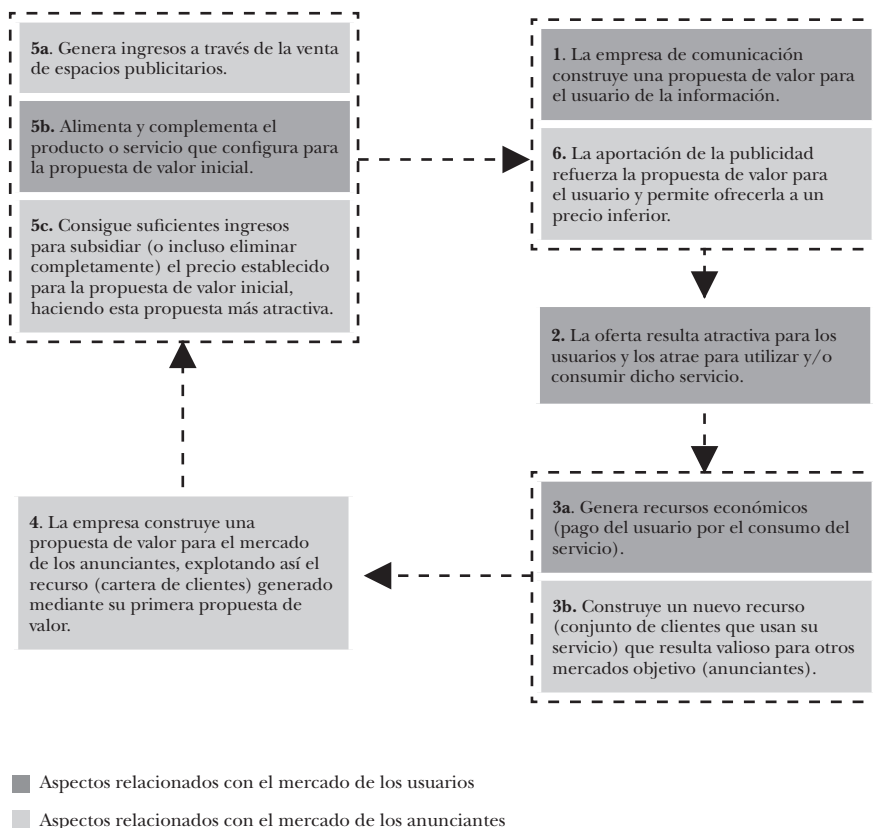 5a. Genera ingresos a través de la venta
de espacios publicitarios.
5b. Alimenta y complementa el
producto o servicio que configura para
la propuesta de valor inicial.
5c. Consigue suficientes ingresos
para subsidiar (o incluso eliminar
completamente) el precio establecido
para la propuesta de valor inicial,
haciendo esta propuesta más atractiva.
1. La empresa de comunicación
construye una propuesta de valor para
el usuario de la información.
6. La aportación de la publicidad
refuerza la propuesta de valor para
el usuario y permite ofrecerla a un
precio inferior.
2. La oferta resulta atractiva para los
usuarios y los atrae para utilizar y/o
consumir dicho servicio.
3a. Genera recursos económicos
(pago del usuario por el consumo del
servicio).
3b. Construye un nuevo recurso
(conjunto de clientes que usan su
servicio) que resulta valioso para otros
mercados objetivo (anunciantes).
4. La empresa construye una
propuesta de valor para el mercado
de los anunciantes, explotando así el
recurso (cartera de clientes) generado
mediante su primera propuesta de
valor.
Aspectos relacionados con el mercado de los usuarios
Aspectos relacionados con el mercado de los anunciantes